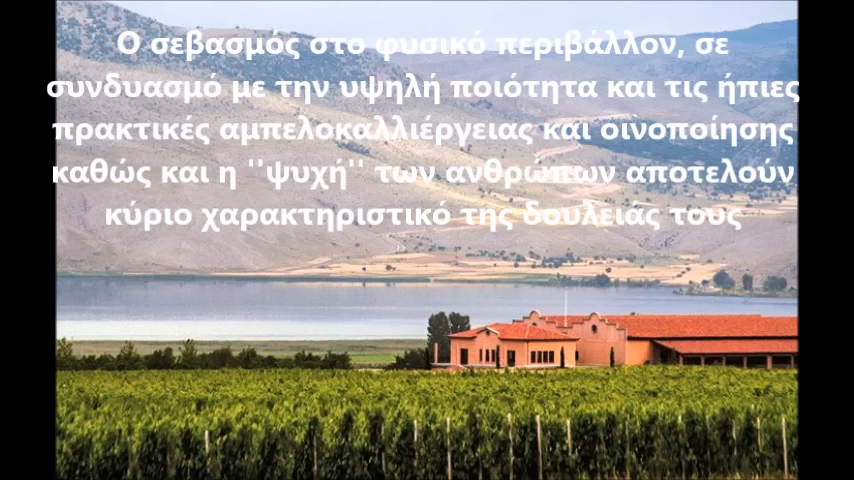 Ο σεβασμός στο φυσικό περιβάλλον, σε
συνδυασμό με την υψηλή ποιότητα και τις ήπιες
πρακτικές αμπελοκαλλιέργειας και οινοποίησης
καθώς και η ''ψυχή'' των ανθρωπων αποτελούν
κύριο χαρακτηριστικό της δουλειάς τους